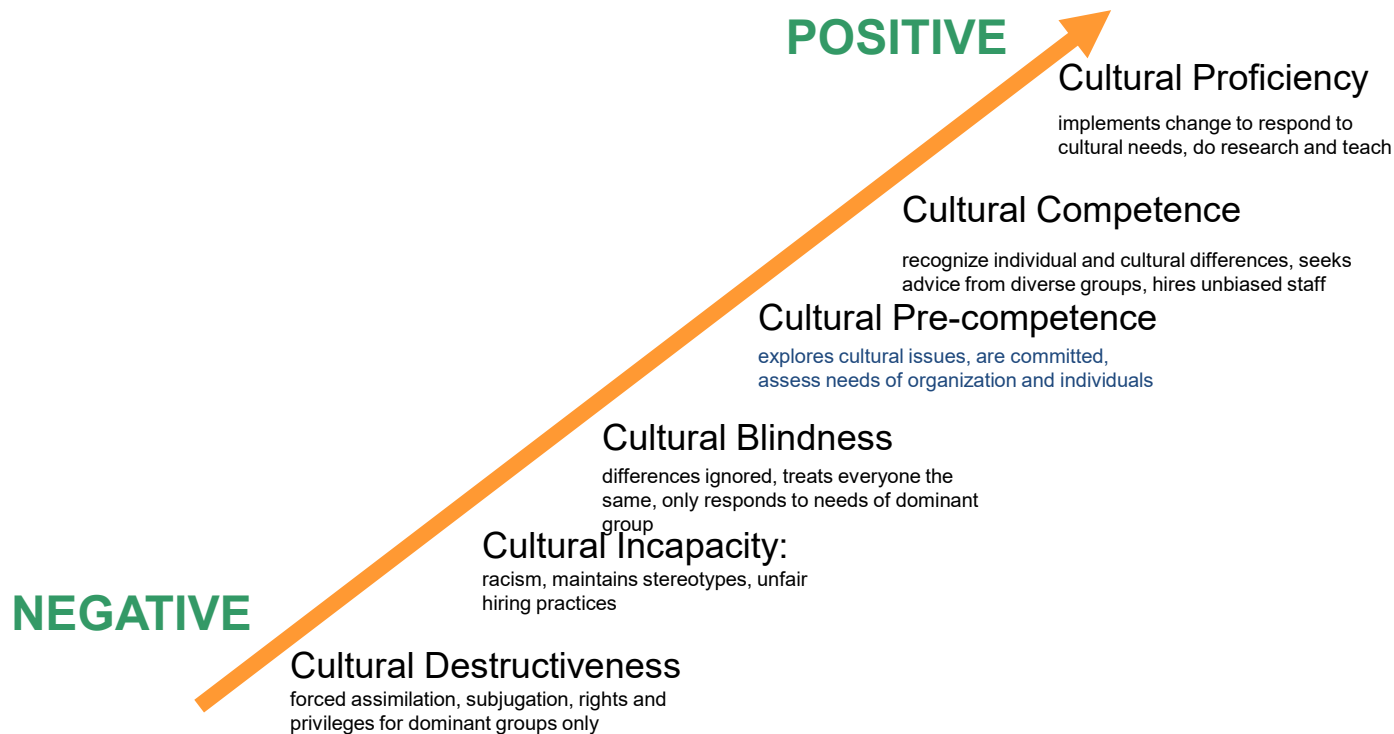 POSITIVE
Cultural Proficiency
implements change to respond to
cultural needs, do research and teach
Cultural Competence
recognize individual and cultural differences, seeks
advice from diverse groups, hires unbiased staff
Cultural Pre-competence
explores cultural issues, are committed,
assess needs of organization and individuals
Cultural Blindness
differences ignored, treats everyone the
same, only responds to needs of dominant
group
Cultural Incapacity:
racism, maintains stereotypes, unfair
hiring practices
NEGATIVE
Cultural Destructiveness
forced assimilation, subjugation, rights and
privileges for dominant groups only